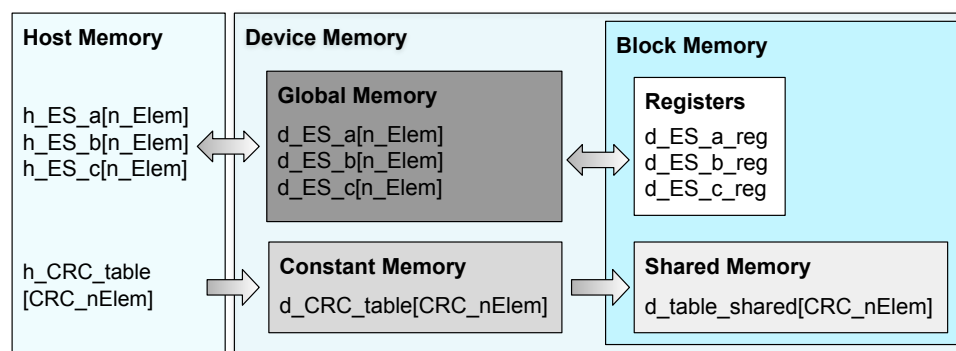 Host Memory
h_ES_a[n_Elem]
h_ES_b[n_Elem]
h_ES_c[n_Elem]
h_CRC_table
[CRC_nElem]
Device Memory
Global Memory
d_ES_a[n_Elem]
d_ES_b[n_Elem]
d_ES_c[n_Elem]
Constant Memory
d_CRC_table[CRC_nElem]
Block Memory
Registers
d_ES_a_reg
d_ES_b_reg
d_ES_c_reg
Shared Memory
d_table_shared[CRC_nElem]